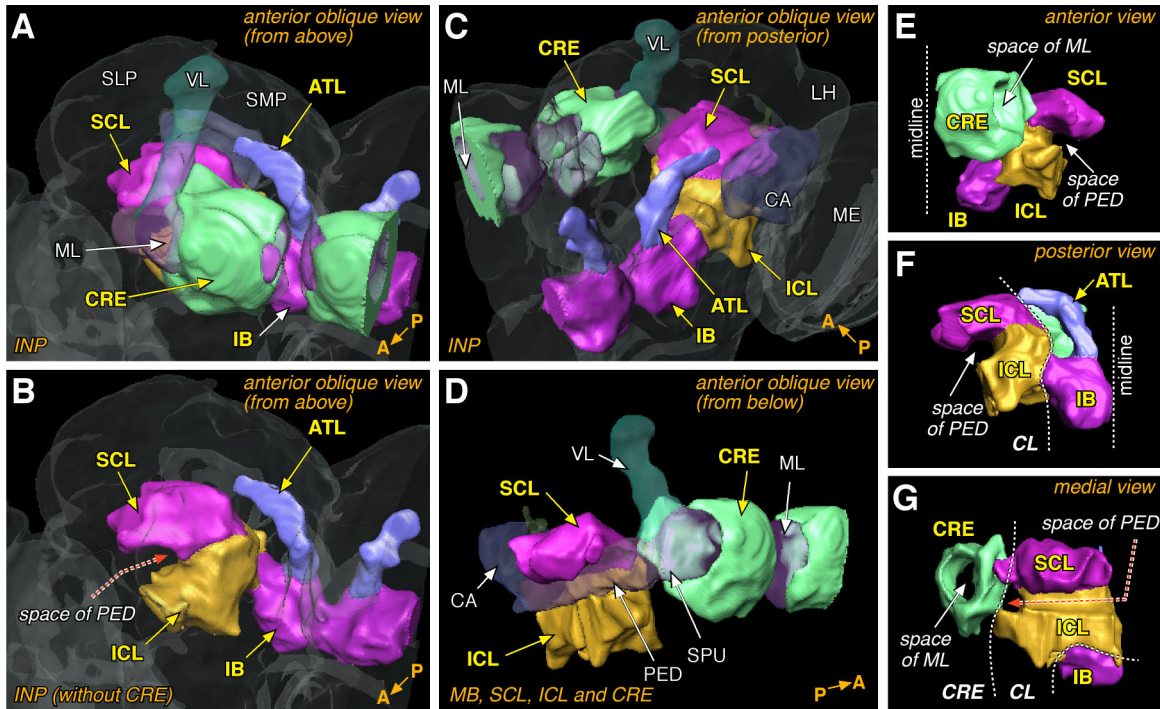 A
anterior oblique view
(from above)
SLP
VL
SMP
ATL
SCL
ML
CRE
IB
P
A
INP
B
anterior oblique view
(from above)
ATL
SCL
space of PED
ICL
IB
P
A
INP (without CRE)
C
anterior oblique view
(from posterior)
VL
CRE
SCL
ML
LH
CA
ME
ATL
ICL
IB
A
P
INP
D
anterior oblique view
(from below)
VL
CRE
ML
SCL
CA
ICL
PED
SPU
MB, SCL, ICL and CRE
P
A
E
anterior view
space of ML
SCL
midline
CRE
space
of PED
IB
ICL
F
posterior view
ATL
SCL
ICL
midline
IB
space
of PED
CL
G
medial view
CRE
space of PED
SCL
ICL
space
of ML
IB
CRE
CL